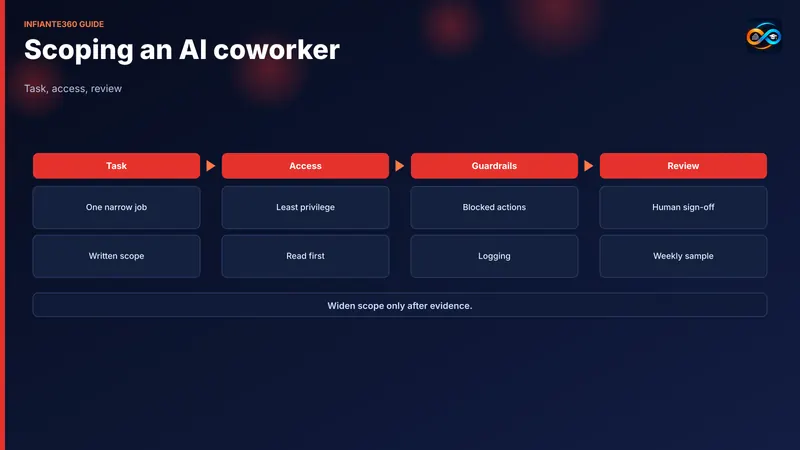 INFIANTE360 GUIDE
Scoping an AI coworker
Task, access, review
Task
Access
Guardrails
Review
One narrow job
Least privilege
Blocked actions
Human sign-off
Written scope
Read first
Logging
Weekly sample
Widen scope only after evidence.